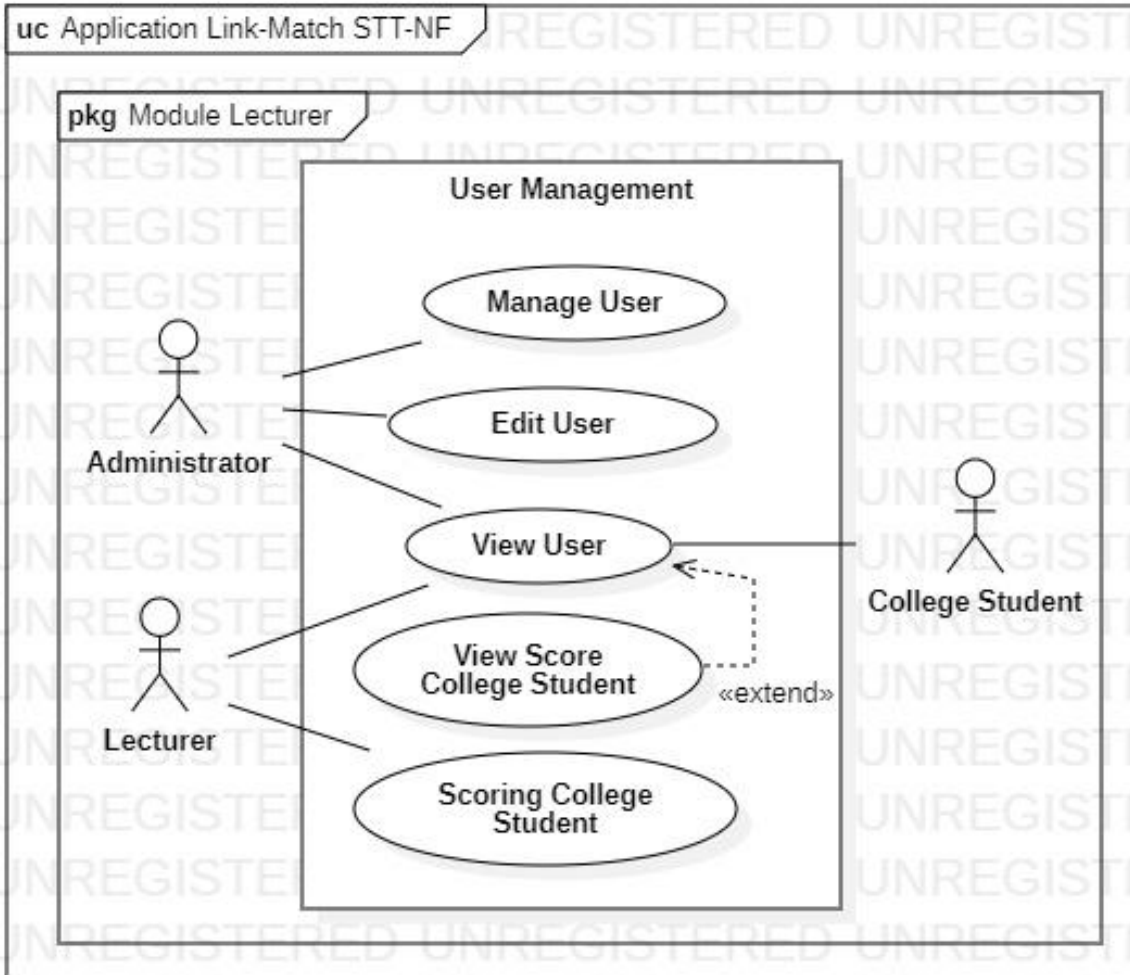 uc Application Link-Match STT-NF
pkg Module Lecturer
User Management
Manage User
Edit User
Administrator
View User
College Student
View Score
College Student
«extend»
Lecturer
Scoring College
Student
UNREGISTERED